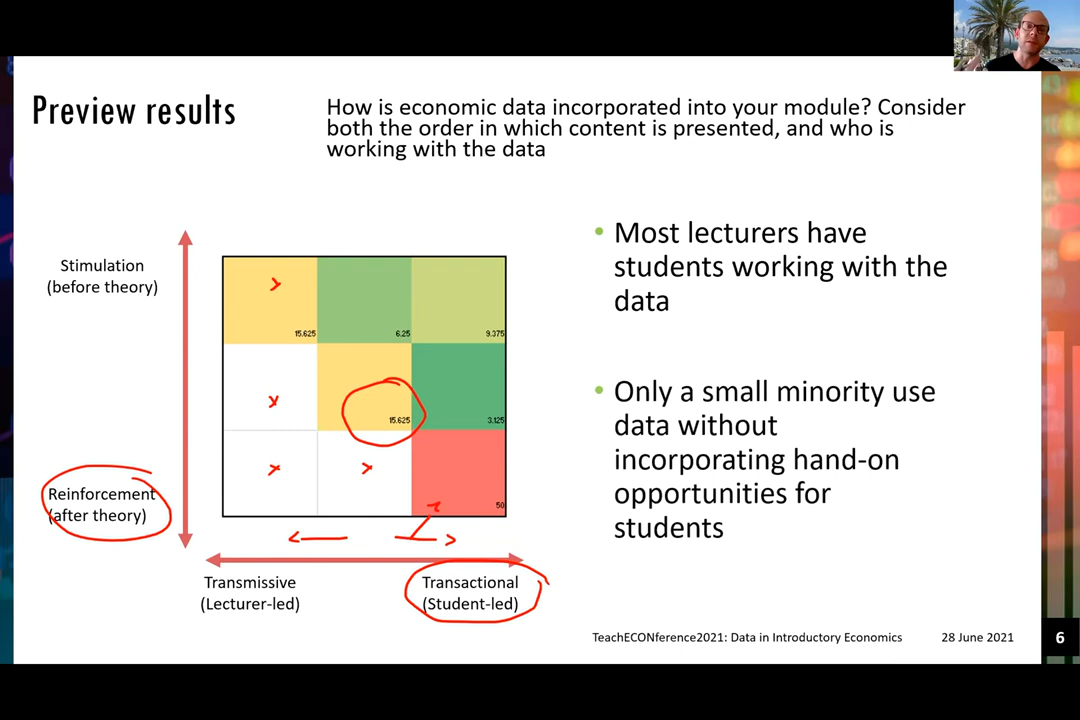 Preview results
How is economic data incorporated into your module? Consider
both the order in which content is presented, and who is
working with the data
Stimulation
(before theory)
15.625
6.25
9.375
15.625
3.125
50
Reinforcement
(after theory)
Transmissive
(Lecturer-led)
Transactional
(Student-led)
• Most lecturers have
students working with the
data
• Only a small minority use
data without
incorporating hand-on
opportunities for
students
TeachECONference2021: Data in Introductory Economics
28 June 2021
6